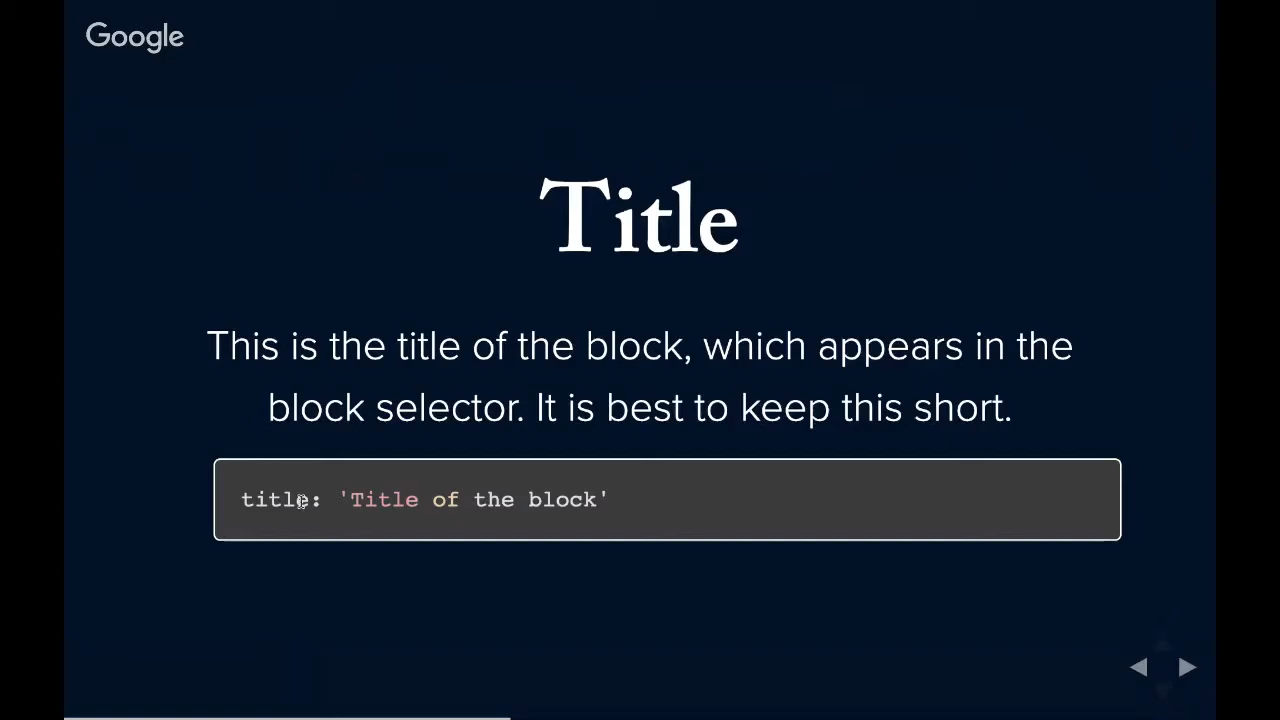 Google
Title
This is the title of the block, which appears in the
block selector. It is best to keep this short.
title: 'Title of the block'